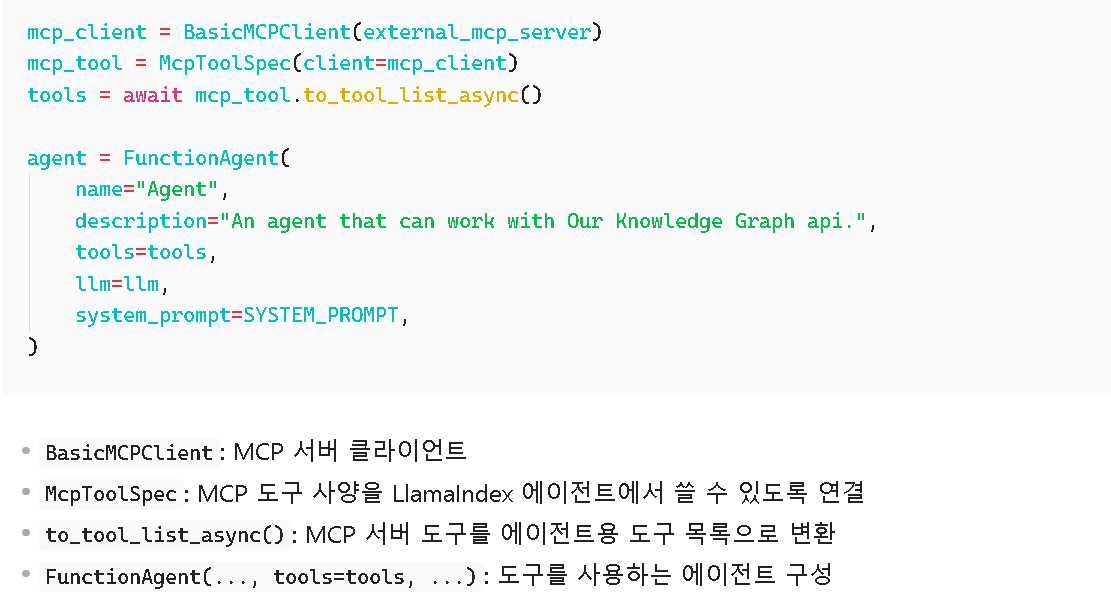 mcp_client = BasicMCPClient(external_mcp_server)
mcp_tool = McpToolSpec(client=mcp_client)
tools = await mcp_tool.to_tool_list_async()
agent = FunctionAgent(
    name="Agent",
    description="An agent that can work with Our Knowledge Graph api.",
    tools=tools,
    llm=llm,
    system_prompt=SYSTEM_PROMPT,
)
• BasicMCPClient: MCP 서버 클라이언트
• McpToolSpec: MCP 도구 사양을 LlamaIndex 에이전트에서 쓸 수 있도록 연결
• to_tool_list_async(): MCP 서버 도구를 에이전트용 도구 목록으로 변환
• FunctionAgent(..., tools=tools, ...): 도구를 사용하는 에이전트 구성